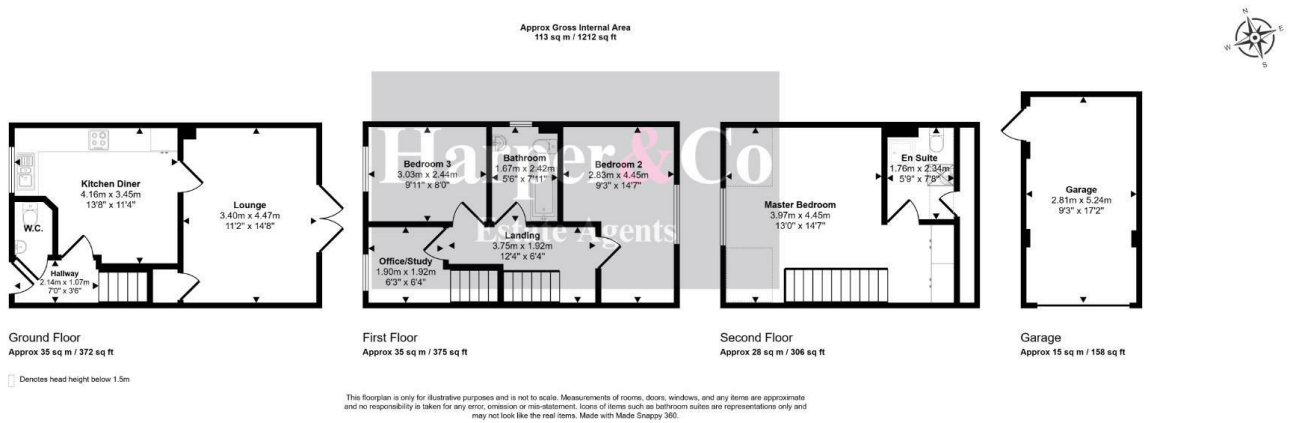 Approx Gross Internal Area
113 sq m / 1212 sq ft
N
E
S
W
Harper&Co
Estate Agents
Kitchen Diner
4.16m x 3.45m
13'8" x 11'4"
W.C.
Hallway
2.14m x 1.07m
7'0" x 3'6"
Lounge
3.40m x 4.47m
11'2" x 14'8"
Bedroom 3
3.03m x 2.44m
9'11" x 8'0"
Bathroom
1.67m x 2.42m
5'6" x 7'11"
Bedroom 2
2.83m x 4.45m
9'3" x 14'7"
Landing
3.75m x 1.92m
12'4" x 6'4"
Office/Study
1.90m x 1.92m
6'3" x 6'4"
Master Bedroom
3.97m x 4.45m
13'0" x 14'7"
En Suite
1.76m x 2.34m
5'9" x 7'8"
Garage
2.81m x 5.24m
9'3" x 17'2"
Ground Floor
Approx 35 sq m / 372 sq ft
First Floor
Approx 35 sq m / 375 sq ft
Second Floor
Approx 28 sq m / 306 sq ft
Garage
Approx 15 sq m / 158 sq ft
Denotes head height below 1.5m
This floorplan is only for illustrative purposes and is not to scale. Measurements of rooms, doors, windows, and any items are approximate
and no responsibility is taken for any error, omission or mis-statement. Icons of items such as bathroom suites are representations only and
may not look like the real items. Made with Made Snappy 360.